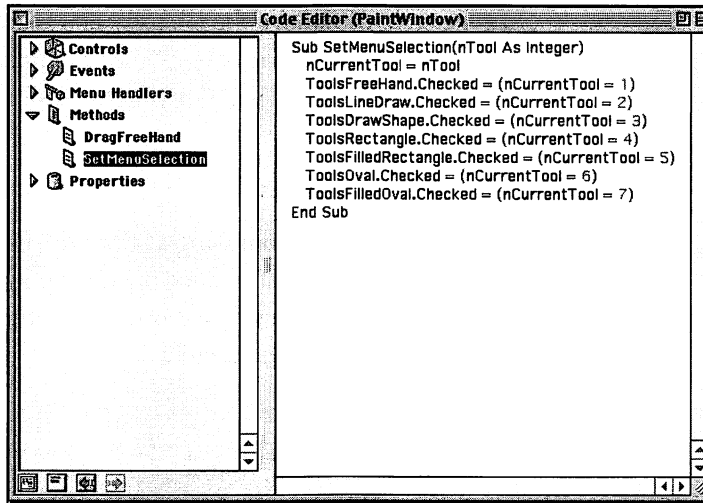 Code Editor (PaintWindow)
Controls
Events
Menu Handlers
Methods
DragFreeHand
SetMenuSelection
Properties
Sub SetMenuSelection(nTool As Integer)
nCurrentTool = nTool
ToolsFreeHand.Checked = (nCurrentTool = 1)
ToolsLineDraw.Checked = (nCurrentTool = 2)
ToolsDrawShape.Checked = (nCurrentTool = 3)
ToolsRectangle.Checked = (nCurrentTool = 4)
ToolsFilledRectangle.Checked = (nCurrentTool = 5)
ToolsOval.Checked = (nCurrentTool = 6)
ToolsFilledOval.Checked = (nCurrentTool = 7)
End Sub